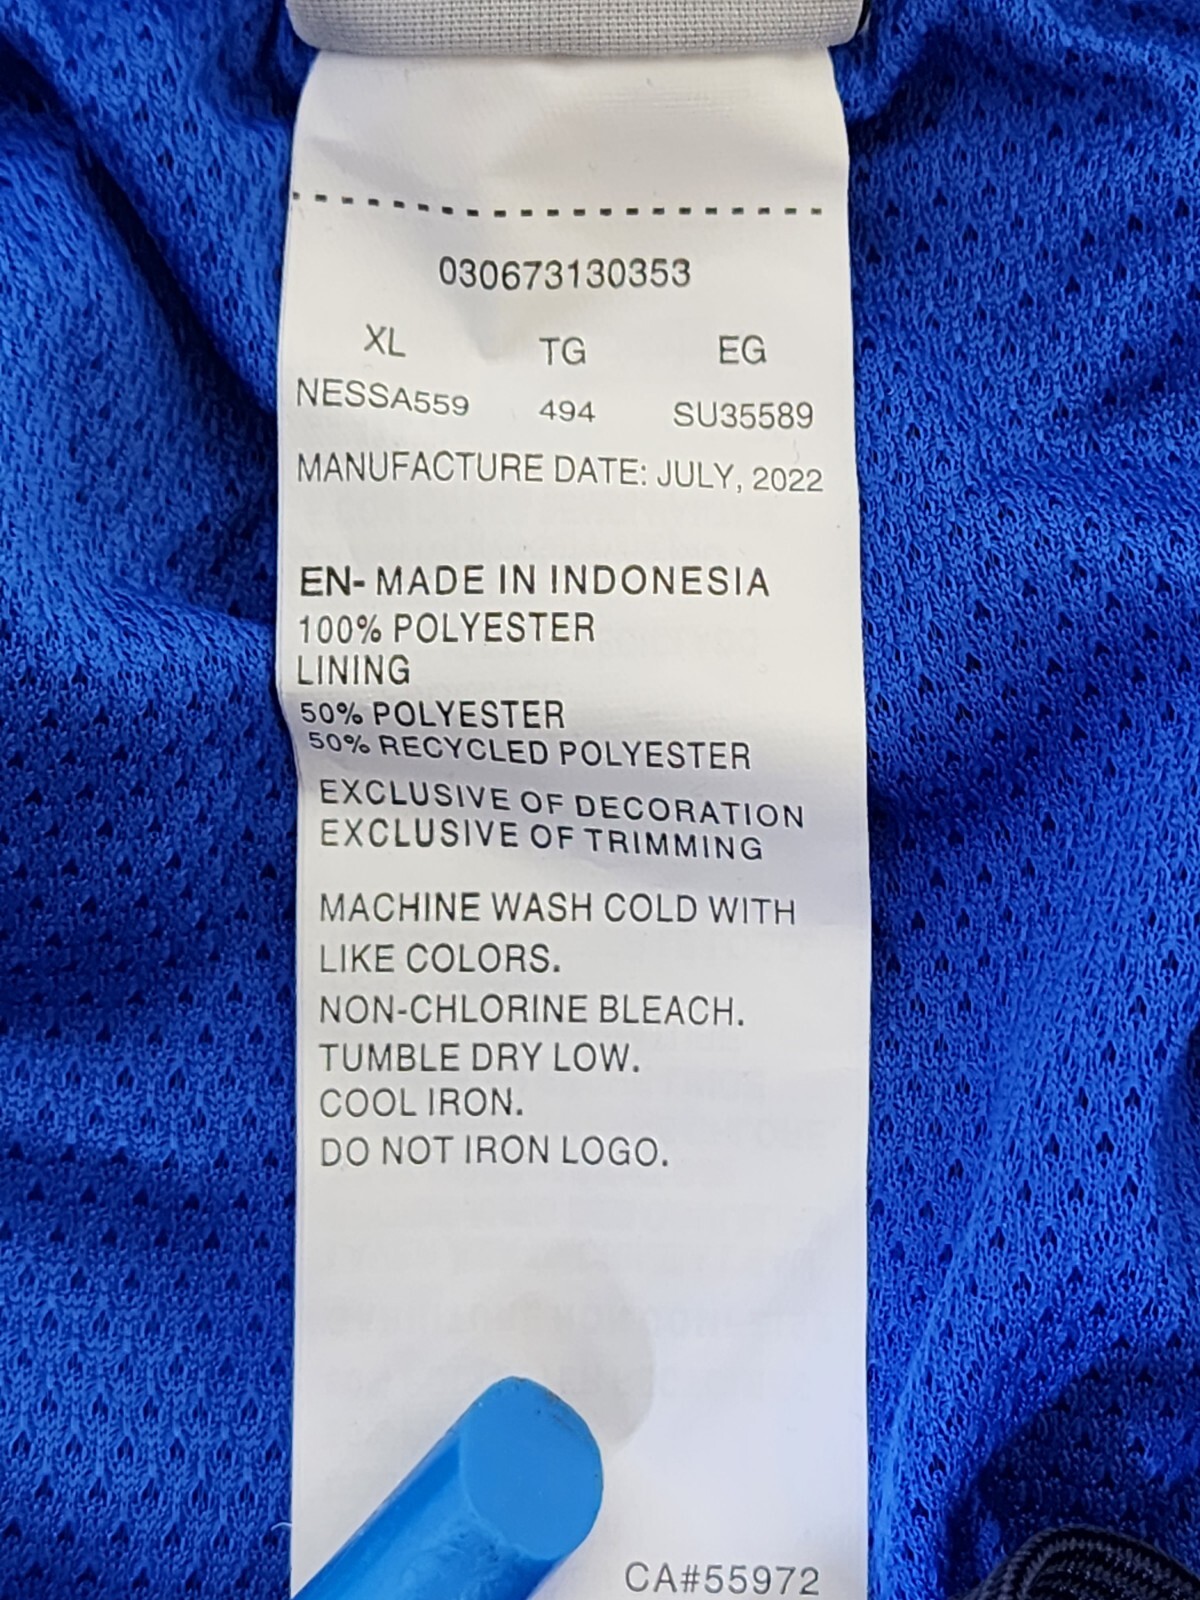 030673130353
XL TG EG
NESSA559 494 SU35589
MANUFACTURE DATE: JULY, 2022
EN- MADE IN INDONESIA
100% POLYESTER
LINING
50% POLYESTER
50% RECYCLED POLYESTER
EXCLUSIVE OF DECORATION
EXCLUSIVE OF TRIMMING
MACHINE WASH COLD WITH
LIKE COLORS.
NON-CHLORINE BLEACH.
TUMBLE DRY LOW.
COOL IRON.
DO NOT IRON LOGO.
CA#55972